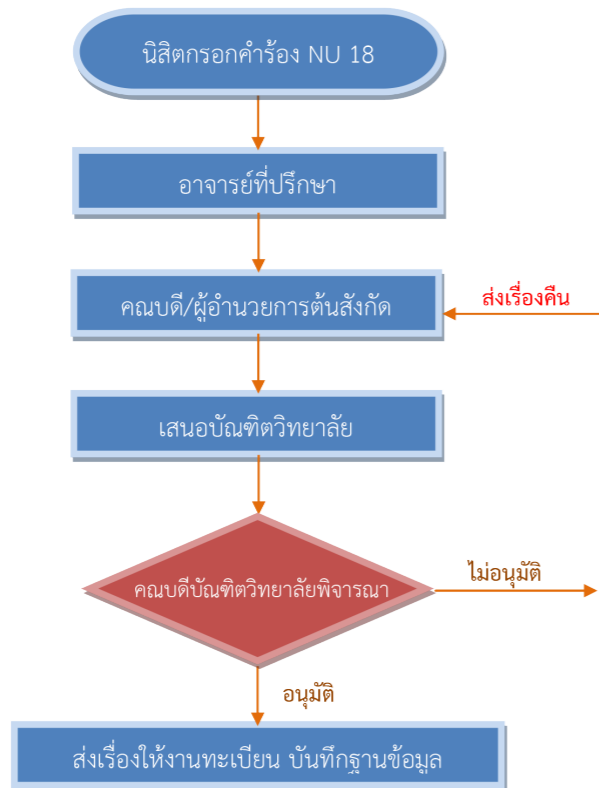 นิสิตกรอกคำร้อง NU 18
อาจารย์ที่ปรึกษา
คณบดี/ผู้อำนวยการต้นสังกัด
ส่งเรื่องคืน
เสนอบัณฑิตวิทยาลัย
คณบดีบัณฑิตวิทยาลัยพิจารณา
ไม่อนุมัติ
อนุมัติ
ส่งเรื่องให้งานทะเบียน บันทึกฐานข้อมูล